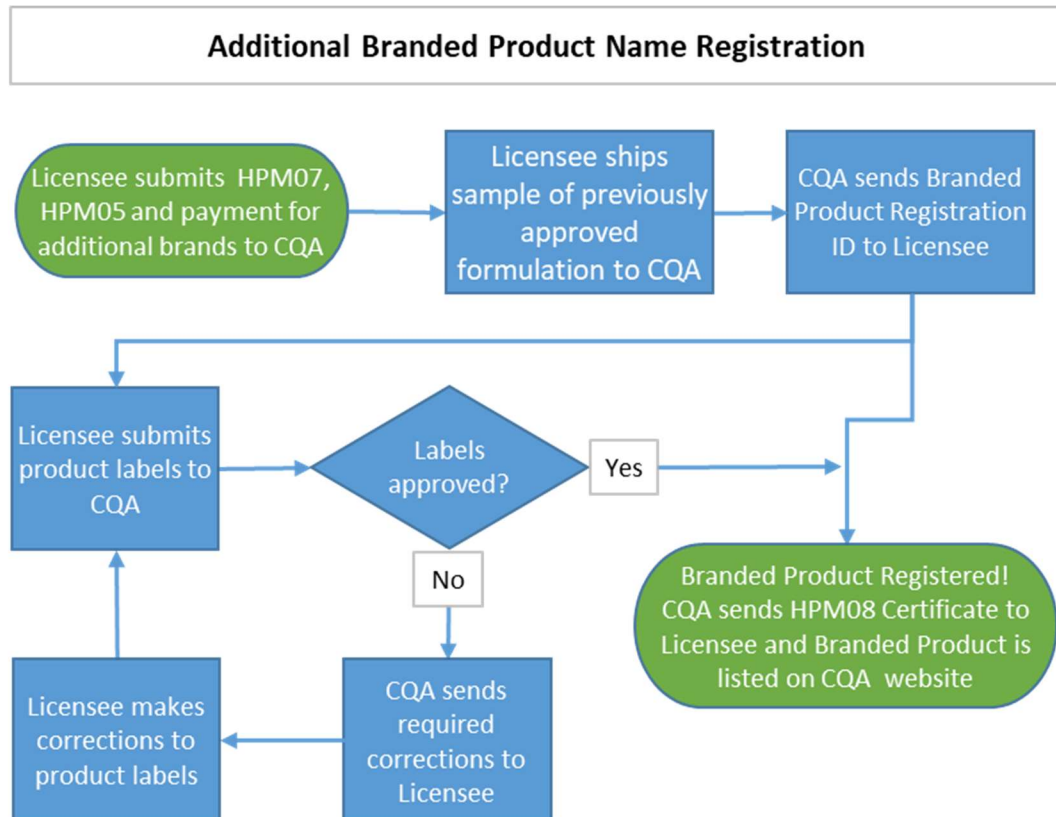 Additional Branded Product Name Registration
Licensee submits HPM07,
HPM05 and payment for
additional brands to CQA
Licensee ships
sample of previously
approved
formulation to CQA
CQA sends Branded
Product Registration
ID to Licensee
Licensee submits
product labels to
CQA
Labels
approved?
Yes
No
Branded Product Registered!
CQA sends HPM08 Certificate to
Licensee and Branded Product is
listed on CQA website
Licensee makes
corrections to
product labels
CQA sends
required
corrections to
Licensee